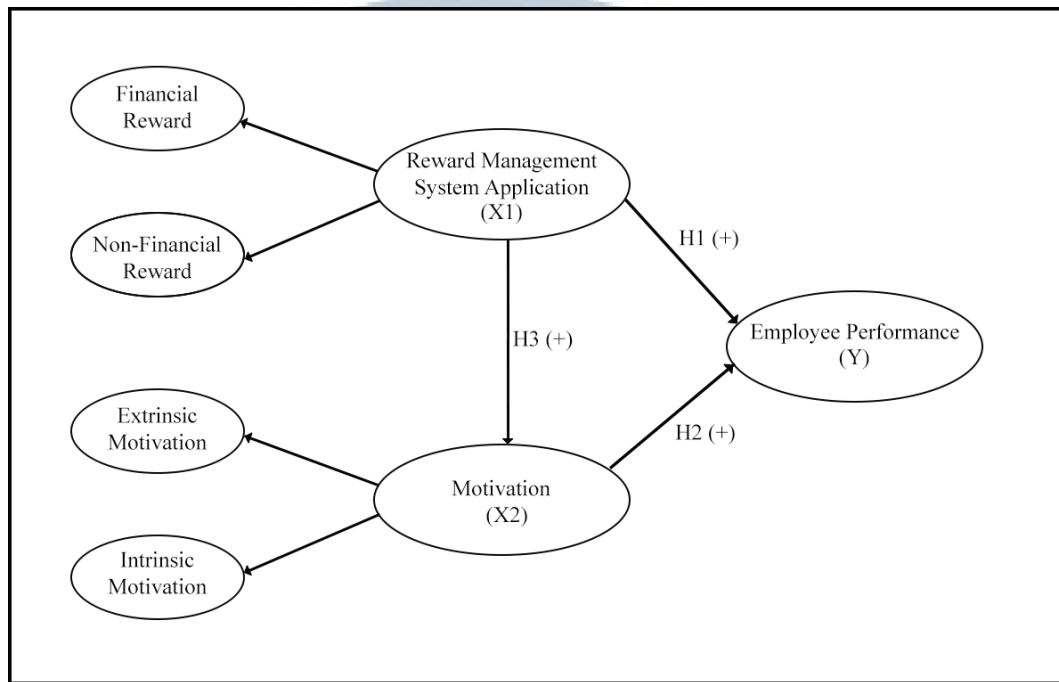 Financial
Reward
Reward Management
System Application
(X1)
Non-Financial
Reward
H1 (+)
H3 (+)
Employee Performance
(Y)
Extrinsic
Motivation
H2 (+)
Motivation
(X2)
Intrinsic
Motivation